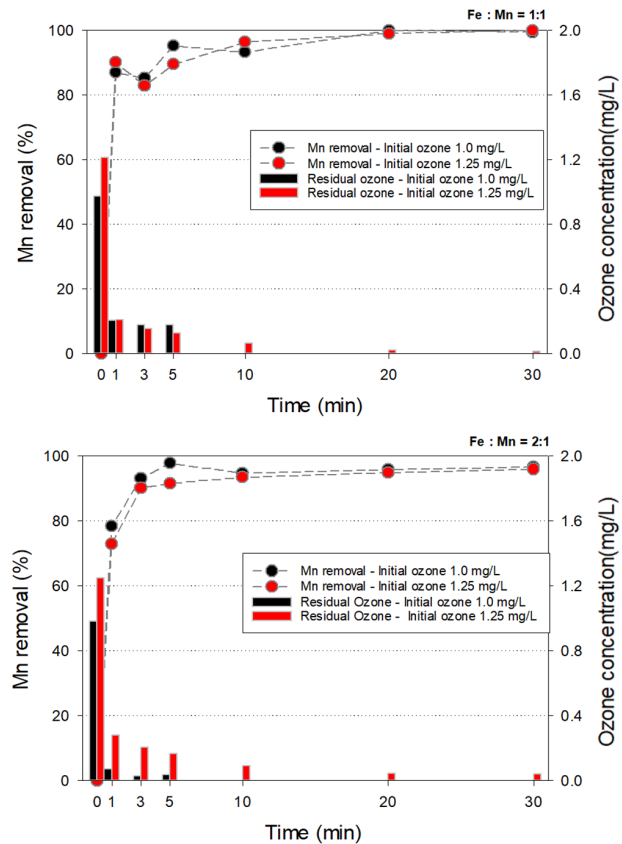 Fe : Mn = 1:1
100
80
60
40
20
0
Mn removal (%)
2.0
1.6
1.2
0.8
0.4
0.0
Ozone concentration(mg/L)
Mn removal - Initial ozone 1.0 mg/L
Mn removal - Initial ozone 1.25 mg/L
Residual ozone - Initial ozone 1.0 mg/L
Residual ozone - Initial ozone 1.25 mg/L
0 1 3 5 10 20 30
Time (min)
Fe : Mn = 2:1
100
80
60
40
20
0
Mn removal (%)
2.0
1.6
1.2
0.8
0.4
0.0
Ozone concentration(mg/L)
Mn removal - Initial ozone 1.0 mg/L
Mn removal - Initial ozone 1.25 mg/L
Residual Ozone - Initial ozone 1.0 mg/L
Residual Ozone - Initial ozone 1.25 mg/L
0 1 3 5 10 20 30
Time (min)